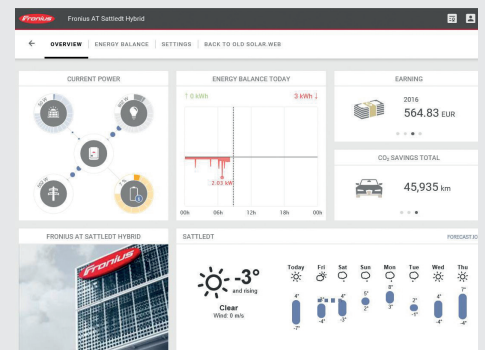 Fronius
Fronius AT Sattledt Hybrid
OVERVIEW
ENERGY BALANCE
SETTINGS
BACK TO OLD SOLAR.WEB
CURRENT POWER
ENERGY BALANCE TODAY
↑ 0 kWh
3 kWh ↓
2.03 kW
00h 06h 12h 18h 00h
EARNING
2016
564.83 EUR
CO₂ SAVINGS TOTAL
45,935 km
FRONIUS AT SATTLEDT HYBRID
Fronius
SATTLEDT
FORECAST.IO
-3°
and rising
Clear
Wind: 0 m/s
Today Fri Sat Sun Mon Tue Wed Thu
4° 4° 5° 8° 2° 4° 7°
-7° -4° -3° 2° 3° -1° -4° -4°